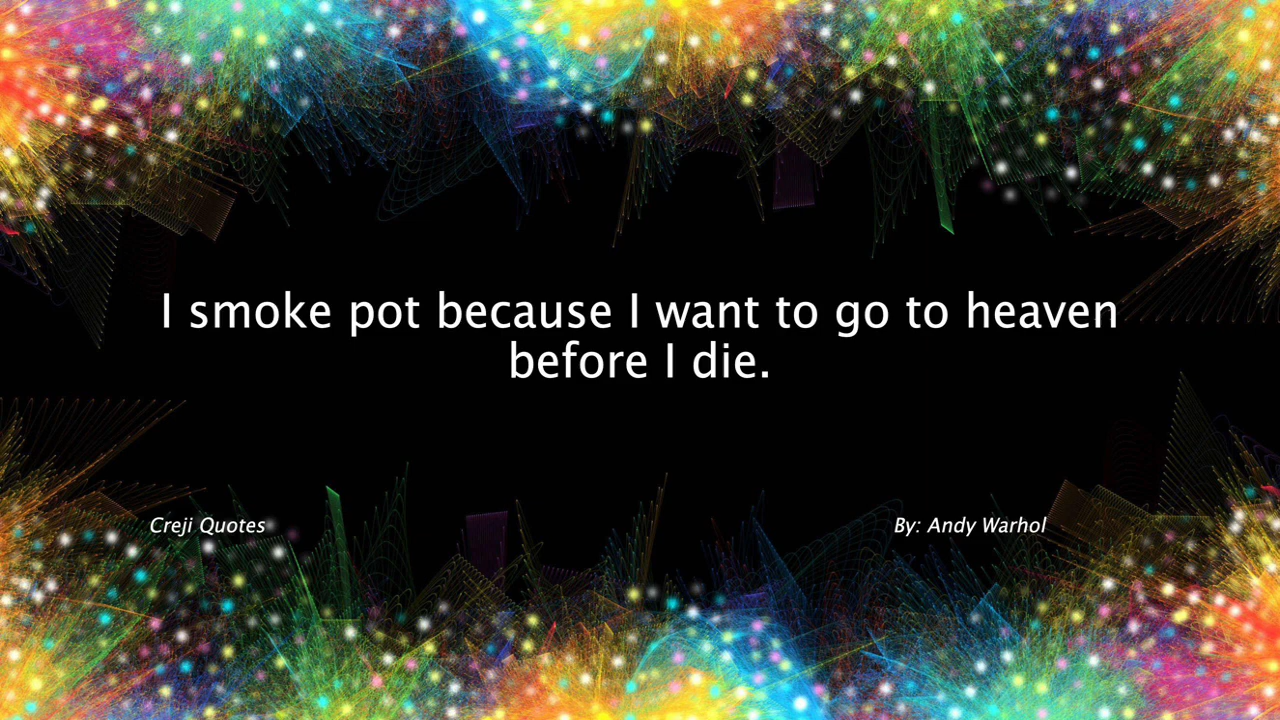 I smoke pot because I want to go to heaven
before I die.
Creji Quotes
By: Andy Warhol